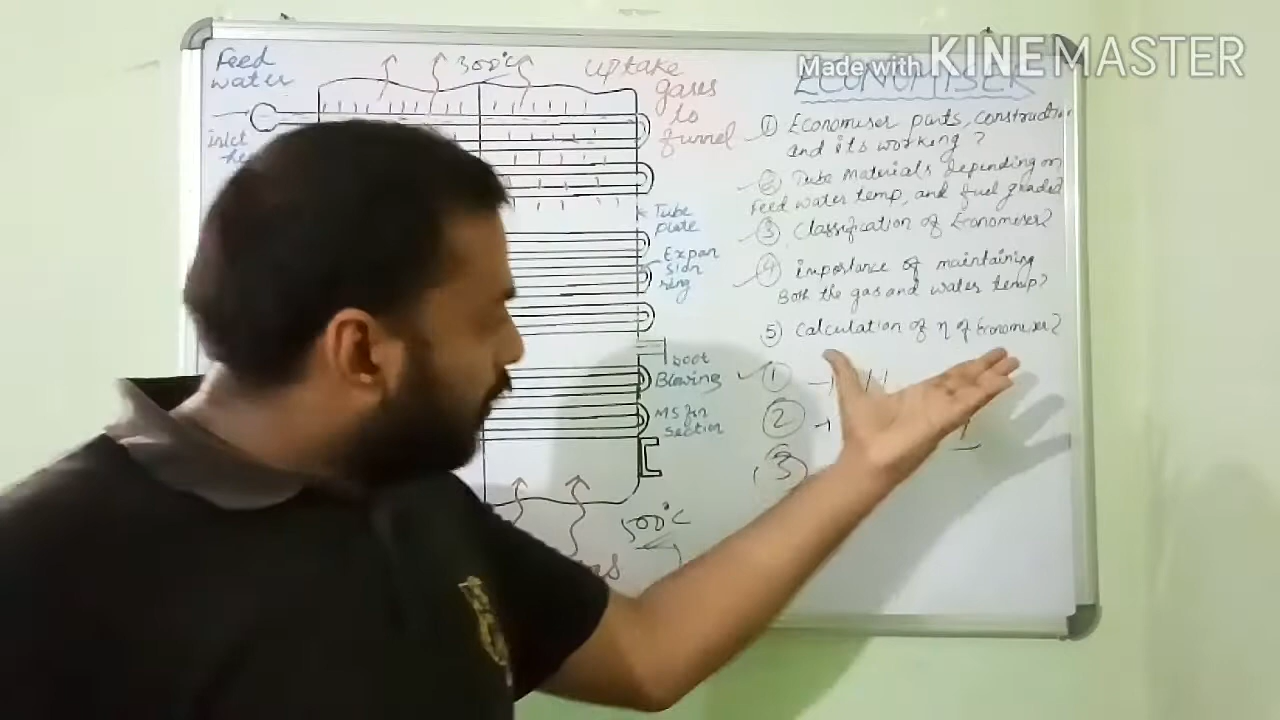 Feed
water
inlet
he
300°C
uptake
gases
to
funnel
Tube
plate
Expan
sion
ring
Soot
Blowing
MS fin
section
500°C
Made with KINEMASTER
ECONOMISER
① Economiser parts, construction
and its working?
② Tube Materials depending on
Feed water temp, and fuel grades?
③ Classification of Economiser?
④ importance of maintaining
Both the gas and water temp?
⑤ Calculation of η of Economiser?
①
②
③